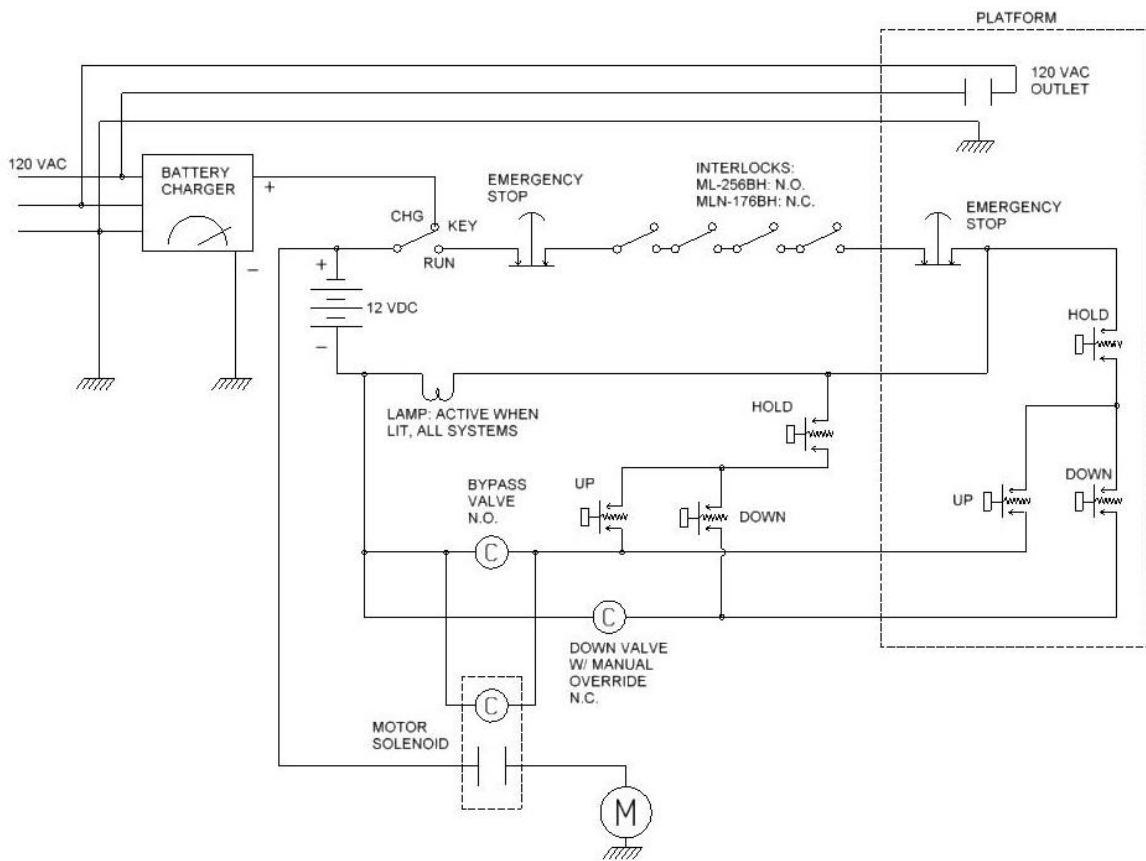 PLATFORM
120 VAC
OUTLET
120 VAC
BATTERY
CHARGER
+
−
EMERGENCY
STOP
INTERLOCKS:
ML-256BH: N.O.
MLN-176BH: N.C.
EMERGENCY
STOP
CHG
KEY
RUN
+
12 VDC
−
HOLD
LAMP: ACTIVE WHEN
LIT, ALL SYSTEMS
HOLD
BYPASS
VALVE
N.O.
UP
DOWN
UP
DOWN
C
C
DOWN VALVE
W/ MANUAL
OVERRIDE
N.C.
C
MOTOR
SOLENOID
M